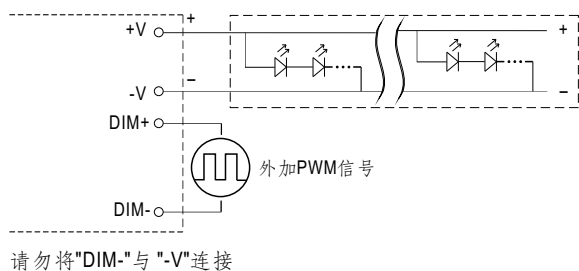 +V
+
+
-V
−
−
DIM+
外加PWM信号
DIM-
请勿将"DIM-"与 "-V"连接